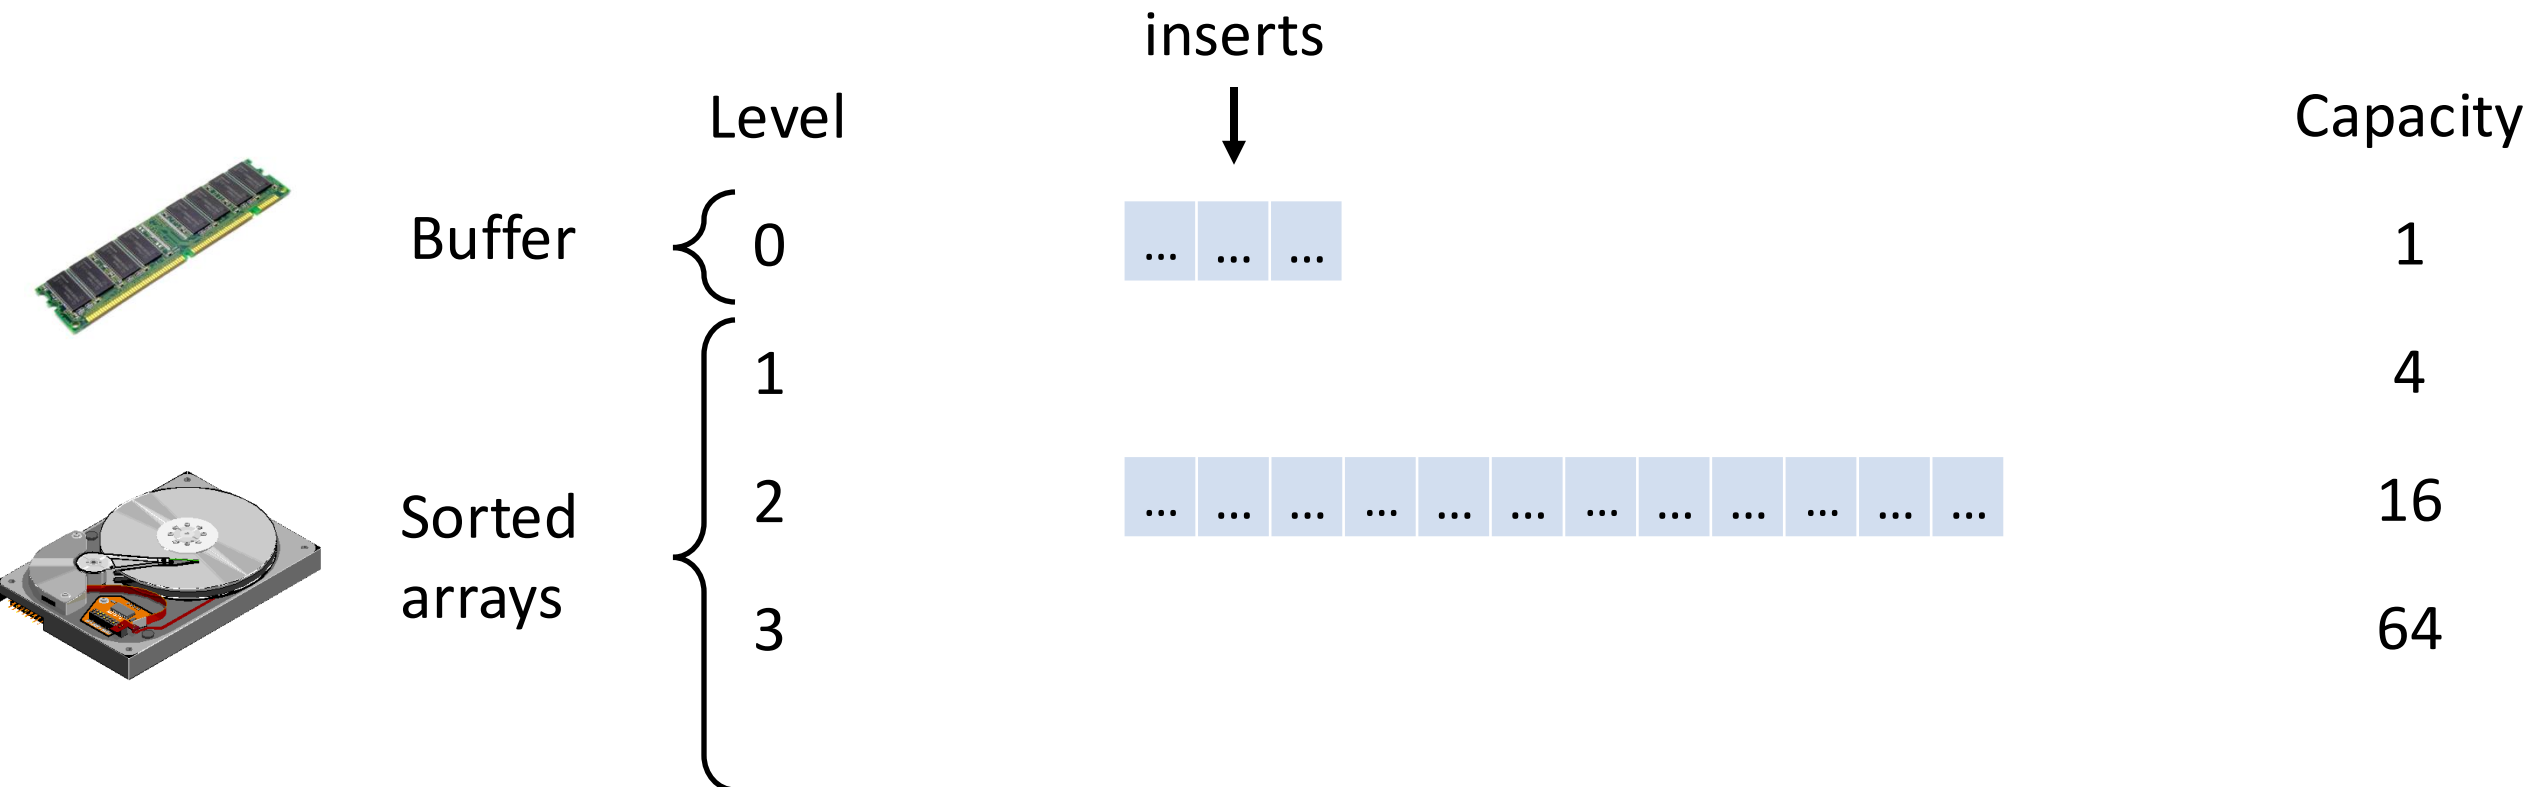 inserts
Level
Capacity
Buffer
0
... ... ...
1
1
4
Sorted
arrays
2
... ... ... ... ... ... ... ... ... ... ... ...
16
3
64